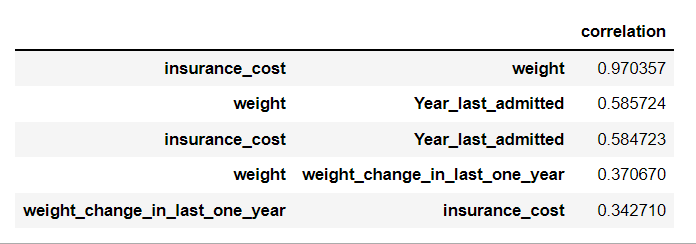 correlation
insurance_cost weight 0.970357
weight Year_last_admitted 0.585724
insurance_cost Year_last_admitted 0.584723
weight weight_change_in_last_one_year 0.370670
weight_change_in_last_one_year insurance_cost 0.342710